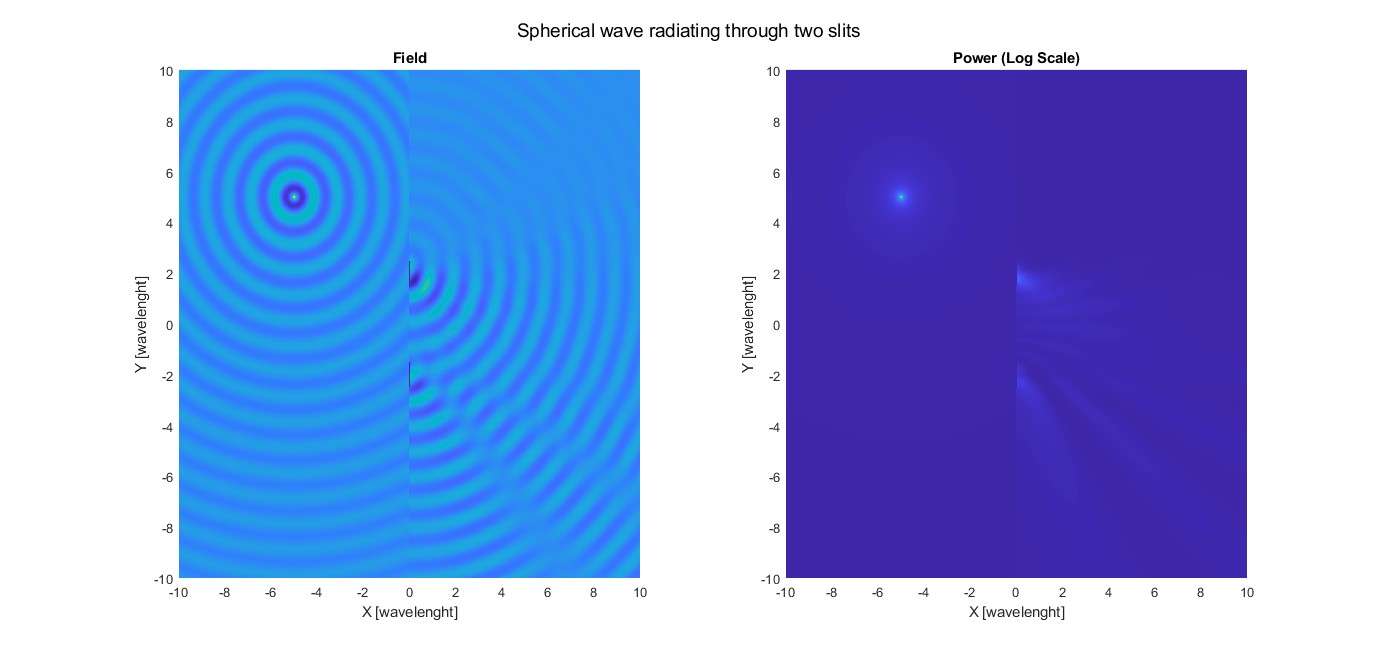 Spherical wave radiating through two slits
Field
10
8
6
4
2
0
-2
-4
-6
-8
-10
-10 -8 -6 -4 -2 0 2 4 6 8 10
X [wavelenght]
Y [wavelenght]
Power (Log Scale)
10
8
6
4
2
0
-2
-4
-6
-8
-10
-10 -8 -6 -4 -2 0 2 4 6 8 10
X [wavelenght]
Y [wavelenght]